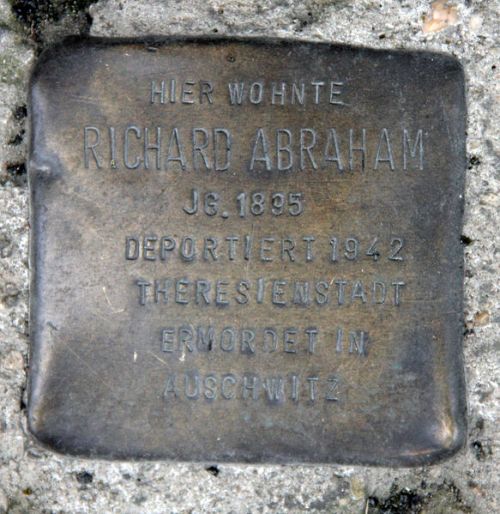 HIER WOHNTE
RICHARD ABRAHAM
JG. 1895
DEPORTIERT 1942
THERESIENSTADT
ERMORDET IN
AUSCHWITZ